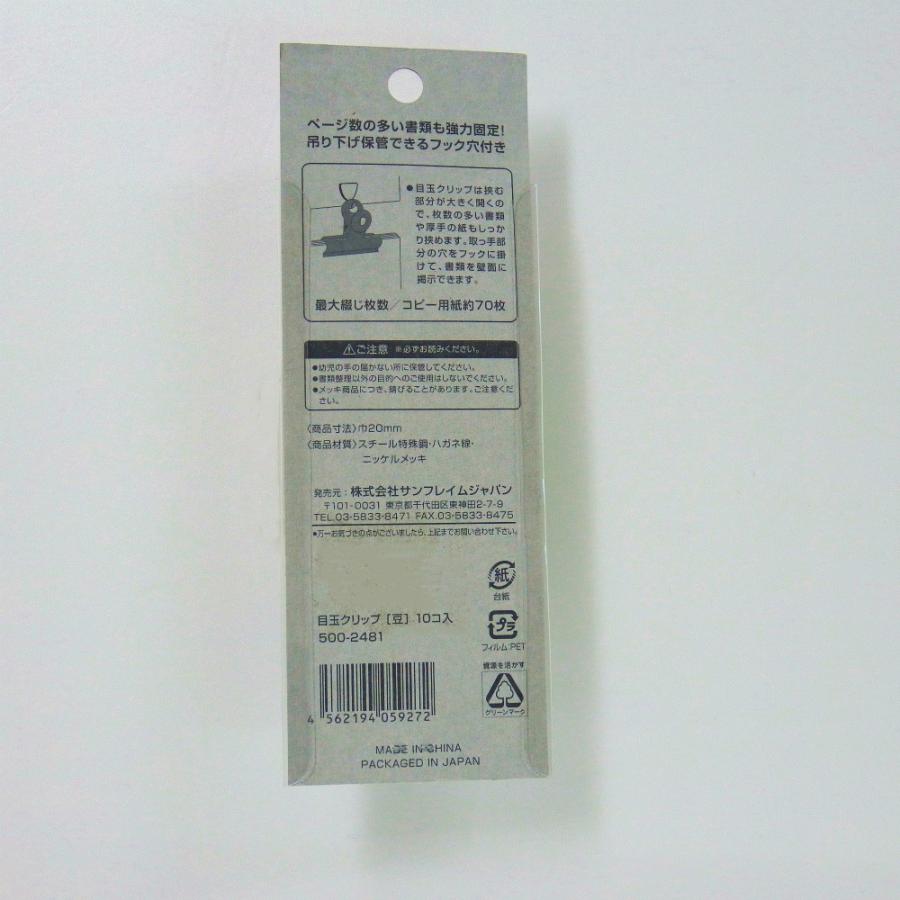 ページ数の多い書類も強力固定!
吊り下げ保管できるフック穴付き
●目玉クリップは挟む
部分が大きく開くの
で、枚数の多い書類
や厚手の紙もしっか
り挟めます。取っ手部
分の穴をフックに掛
けて、書類を壁面に
掲示できます。
最大綴じ枚数/コピー用紙約70枚
⚠ご注意 ※必ずお読みください。
●幼児の手の届かない所に保管してください。
●書類整理以外の目的へのご使用はしないでください。
●メッキ商品につき、錆びることがあります。ご注意くだ
さい。
〈商品寸法〉巾20mm
〈商品材質〉スチール特殊鋼・ハガネ線・
ニッケルメッキ
発売元:株式会社サンフレイムジャパン
〒101-0031 東京都千代田区東神田2-7-9
TEL.03-5833-8471 FAX.03-5833-8475
●万一お気づきの点がございましたら、上記までお問い合わせ下さい。
紙
台紙
目玉クリップ［豆］10コ入
500-2481
プラ
フィルム:PET
資源を活かす
グリーンマーク
4 562194 059272
MADE IN CHINA
PACKAGED IN JAPAN